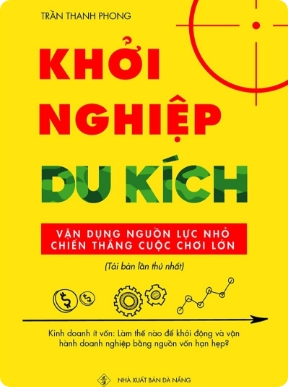 TRẦN THANH PHONG
KHỞI
NGHIỆP
DU KÍCH
VẬN DỤNG NGUỒN LỰC NHỎ
CHIẾN THẮNG CUỘC CHƠI LỚN
(Tái bản lần thứ nhất)
$ $
Kinh doanh ít vốn: Làm thế nào để khởi động và vận
hành doanh nghiệp bằng nguồn vốn hạn hẹp?
NHÀ XUẤT BẢN ĐÀ NẴNG